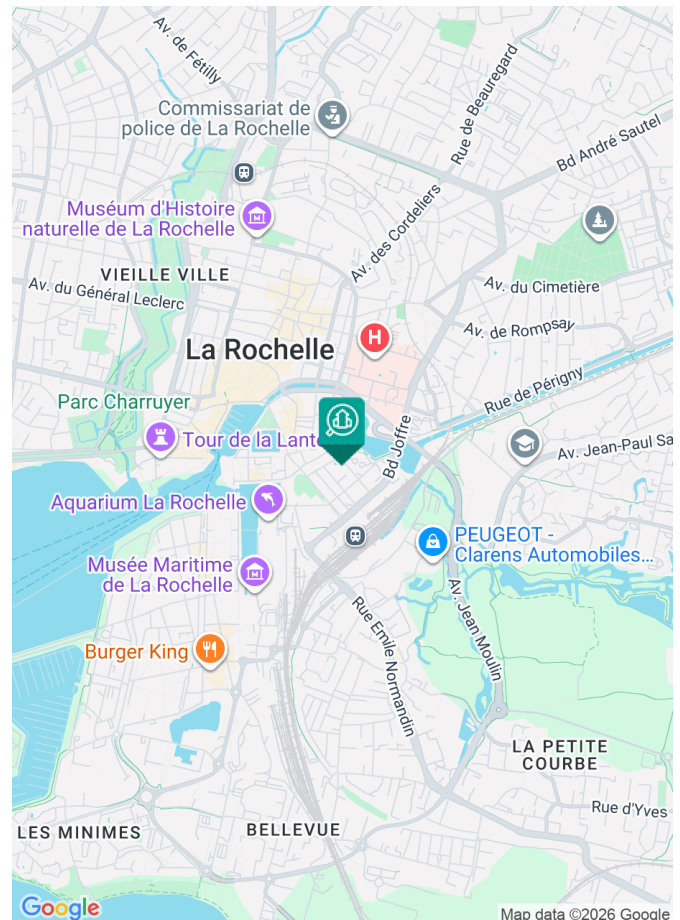 Av. de Fétilly
Commissariat de
police de La Rochelle
Rue de Beauregard
Bd André Sautel
Muséum d'Histoire
naturelle de La Rochelle
Av. des Cordeliers
VIEILLE VILLE
Av. du Général Leclerc
Av. du Cimetière
La Rochelle
H
Av. de Rompsay
Rue de Périgny
Parc Charruyer
Tour de la Lante
Bd Joffre
Av. Jean-Paul Sa
Aquarium La Rochelle
PEUGEOT -
Clarens Automobiles...
Musée Maritime
de La Rochelle
Av. Jean Moulin
Rue Emile Normandin
Burger King
LA PETITE
COURBE
Rue d'Yves
LES MINIMES
BELLEVUE
Google
Map data ©2026 Google